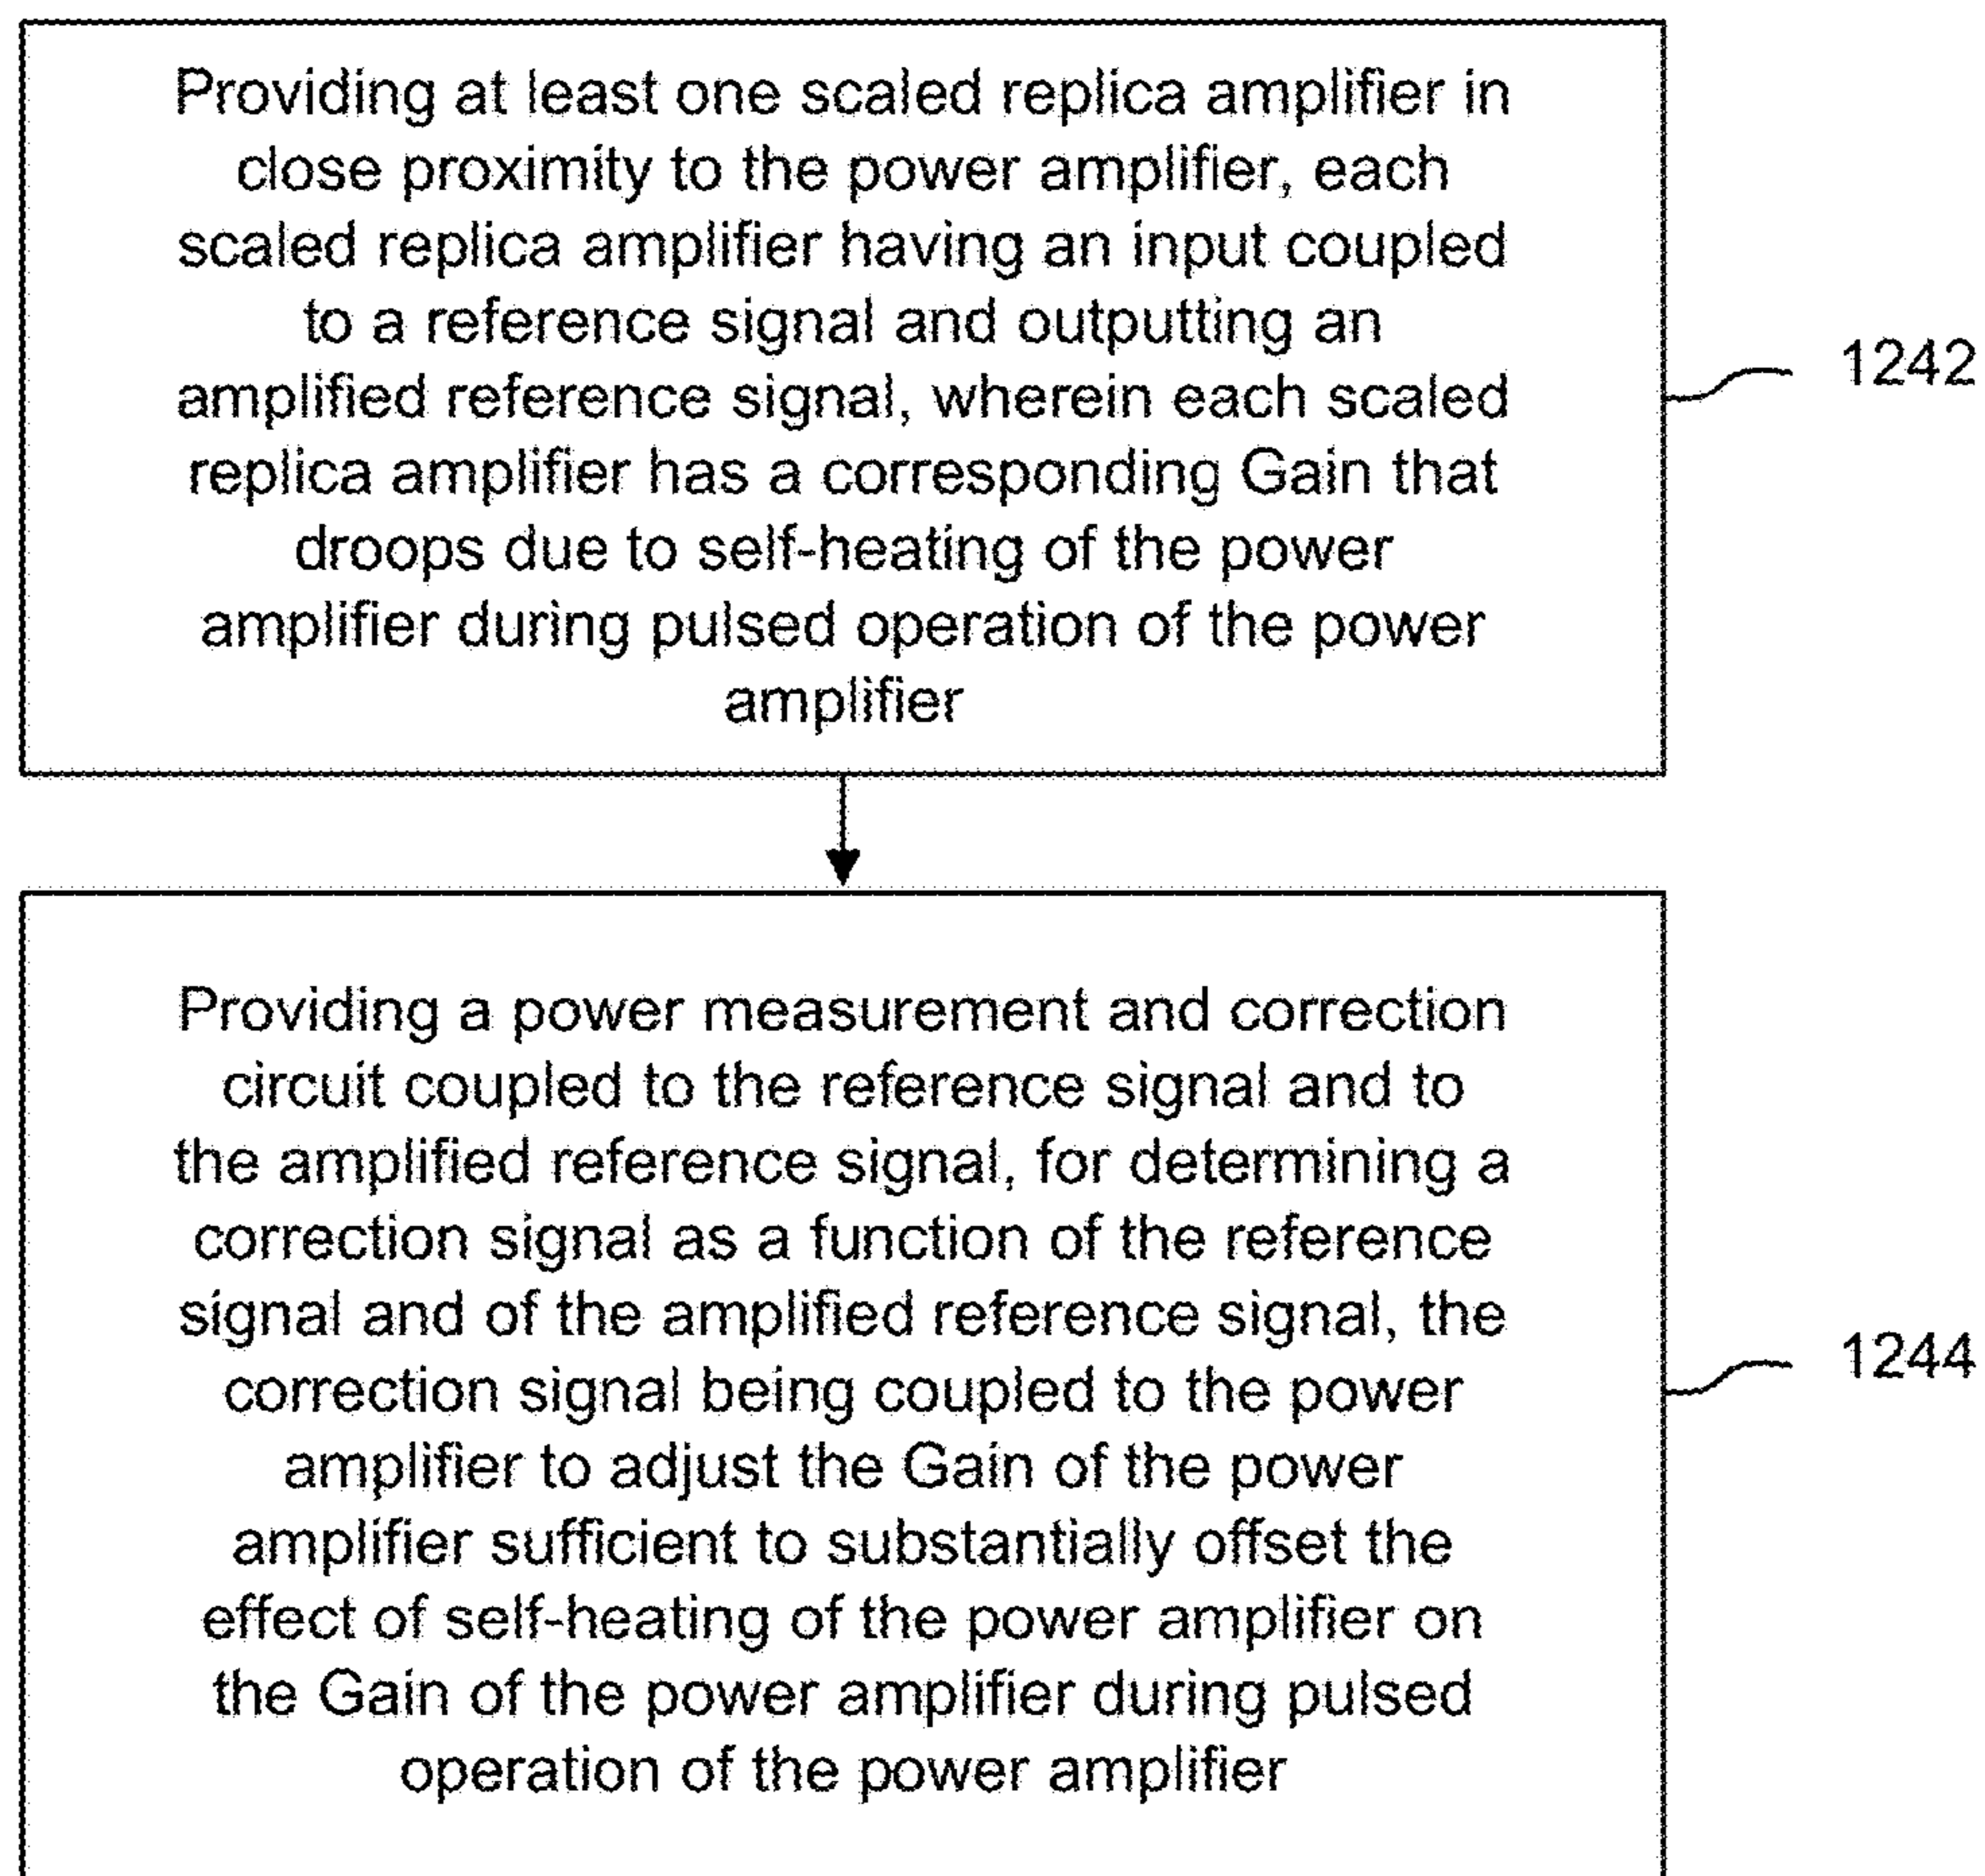 Providing at least one scaled replica amplifier in
close proximity to the power amplifier, each
scaled replica amplifier having an input coupled
to a reference signal and outputting an
amplified reference signal, wherein each scaled
replica amplifier has a corresponding Gain that
droops due to self-heating of the power
amplifier during pulsed operation of the power
amplifier
1242
Providing a power measurement and correction
circuit coupled to the reference signal and to
the amplified reference signal, for determining a
correction signal as a function of the reference
signal and of the amplified reference signal, the
correction signal being coupled to the power
amplifier to adjust the Gain of the power
amplifier sufficient to substantially offset the
effect of self-heating of the power amplifier on
the Gain of the power amplifier during pulsed
operation of the power amplifier
1244